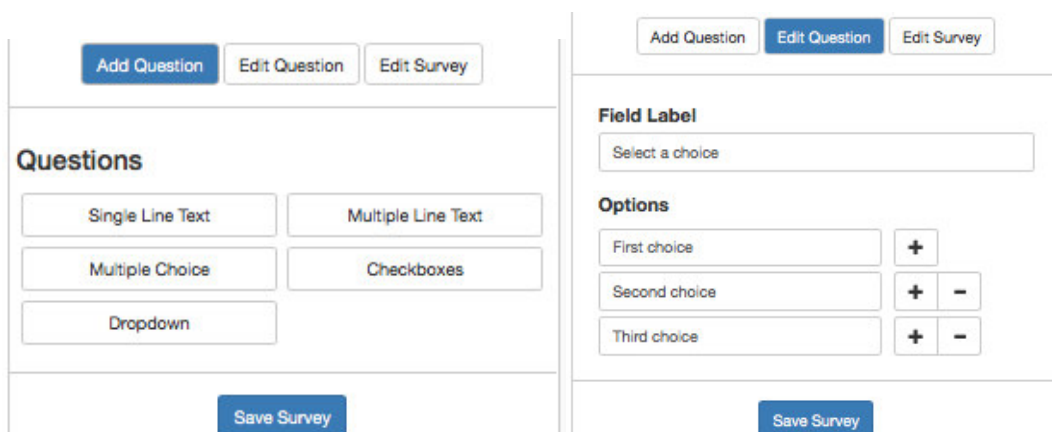 Add Question Edit Question Edit Survey
Questions
Single Line Text Multiple Line Text
Multiple Choice Checkboxes
Dropdown
Save Survey
Add Question Edit Question Edit Survey
Field Label
Select a choice
Options
First choice +
Second choice + -
Third choice + -
Save Survey